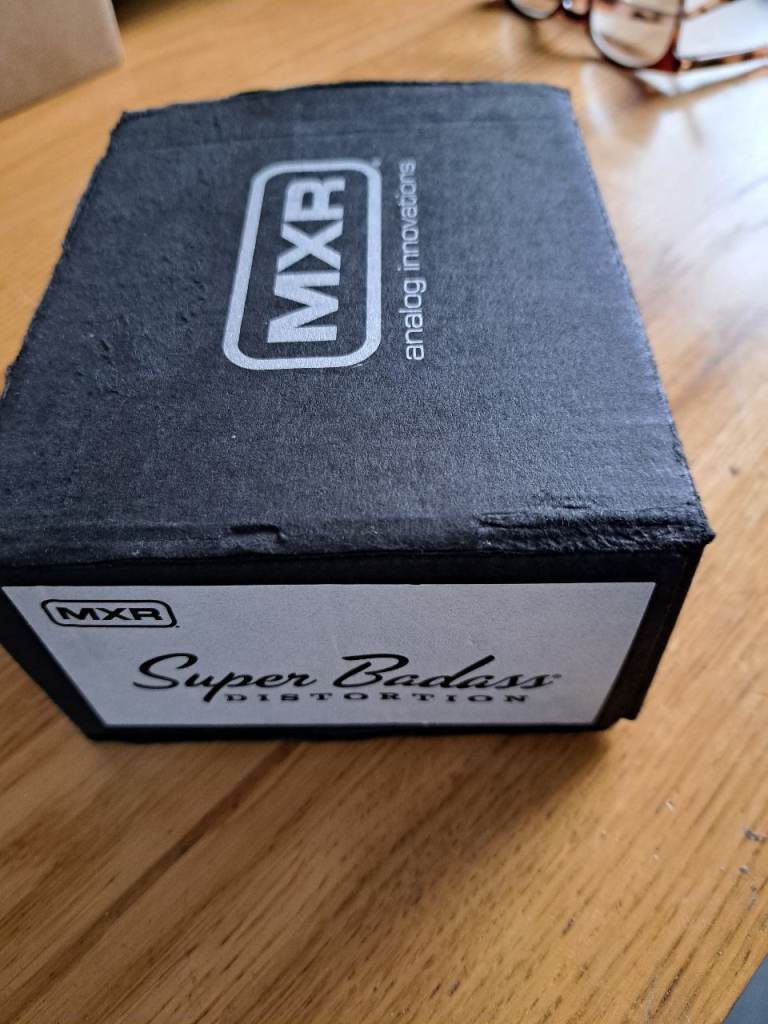 MXR
analog innovations
MXR
Super Badass®
DISTORTION